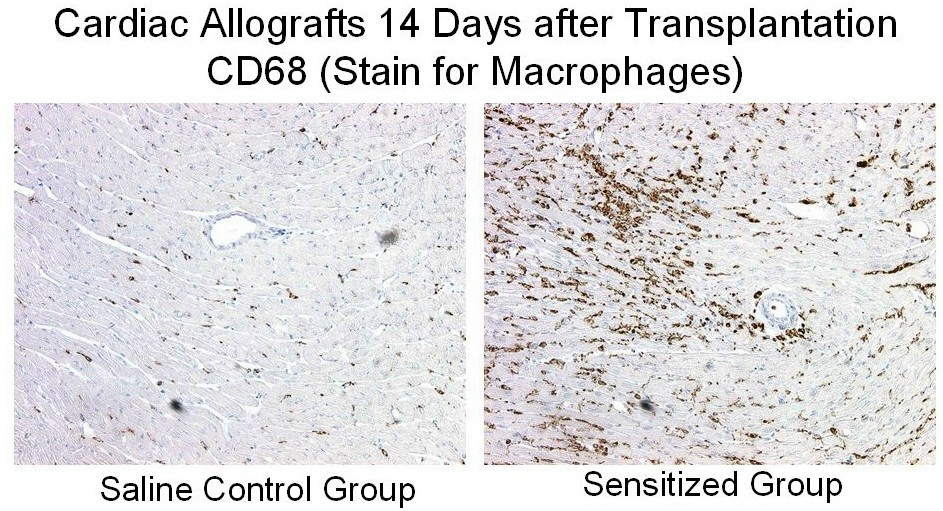 Cardiac Allografts 14 Days after Transplantation
CD68 (Stain for Macrophages)
Saline Control Group
Sensitized Group